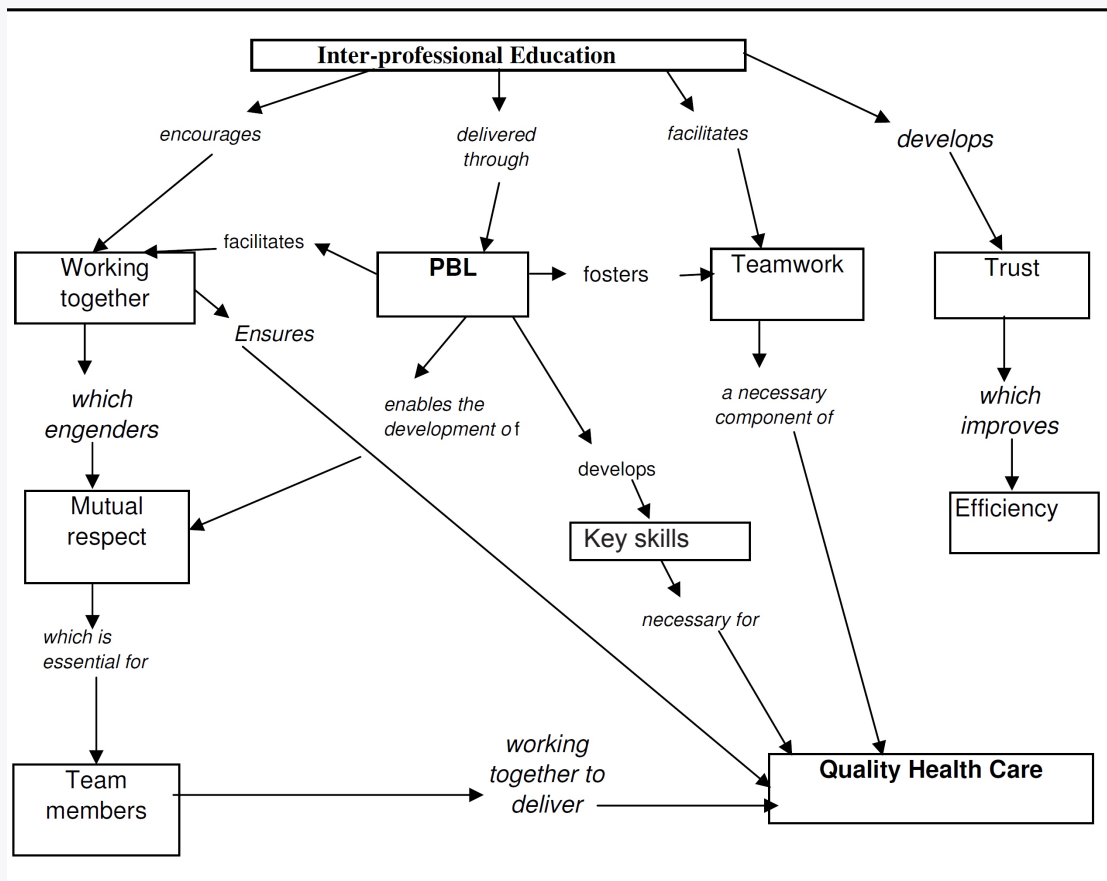 Inter-professional Education
encourages
delivered
through
facilitates
develops
facilitates
Working
together
PBL
fosters
Teamwork
Trust
Ensures
which
engenders
enables the
development of
a necessary
component of
which
improves
develops
Mutual
respect
Key skills
Efficiency
necessary for
which is
essential for
working
together to
deliver
Team
members
Quality Health Care